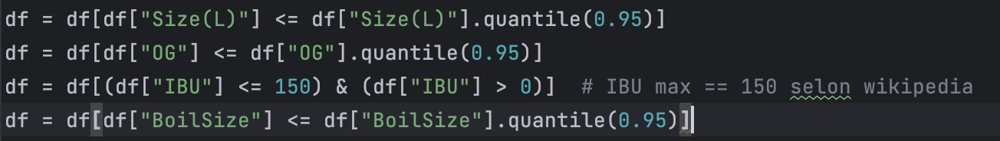 df = df[df["Size(L)"] <= df["Size(L)"].quantile(0.95)]
df = df[df["OG"] <= df["OG"].quantile(0.95)]
df = df[(df["IBU"] <= 150) & (df["IBU"] > 0)]  # IBU max == 150 selon wikipedia
df = df[df["BoilSize"] <= df["BoilSize"].quantile(0.95)]